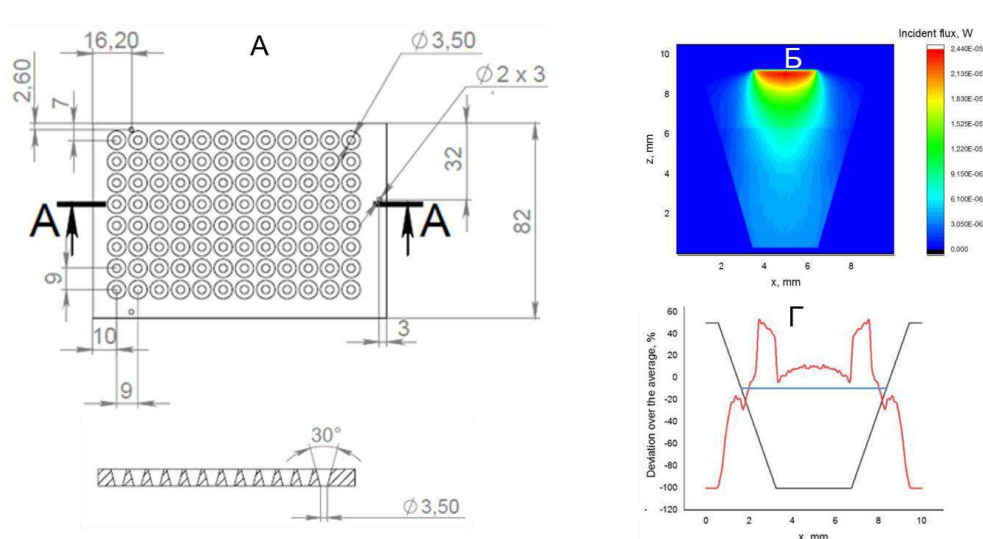 А
16,20
∅3,50
∅2 x 3
2,60
7
32
A
A
82
9
10
3
9
30°
∅3,50
Incident flux, W
Б
10
8
6
4
2
z, mm
2
4
6
8
x, mm
2.440E-05
2.135E-05
1.830E-05
1.525E-05
1.220E-05
9.150E-06
6.100E-06
3.050E-06
0.000
Г
60
40
20
0
-20
-40
-60
-80
-100
-120
Deviation over the average, %
0
2
4
6
8
10
x, mm